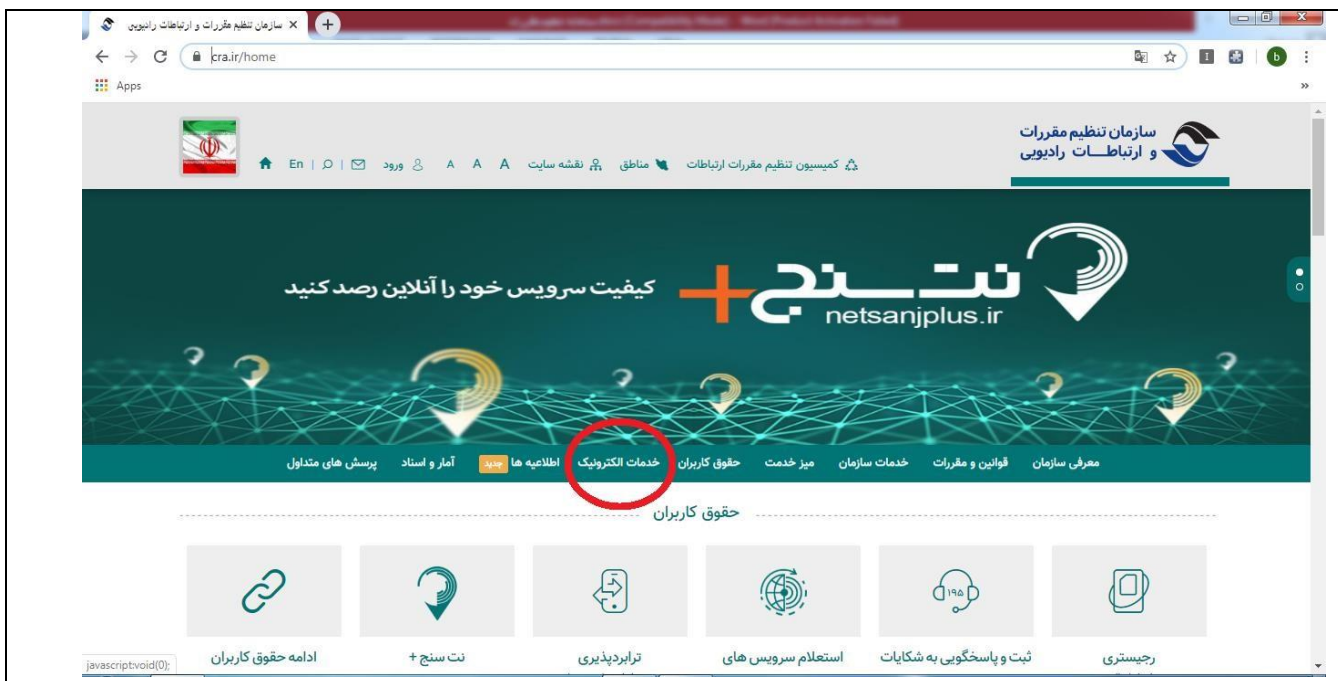 سازمان تنظیم مقررات و ارتباطات رادیویی
cra.ir/home
I
b
Apps
سازمان تنظیم مقررات
و ارتباطــات رادیویی
کمیسیون تنظیم مقررات ارتباطات مناطق نقشه سایت A A A ورود | | En
نت سنج+
netsanjplus.ir
کیفیت سرویس خود را آنلاین رصد کنید
معرفی سازمان قوانین و مقررات خدمات سازمان میز خدمت حقوق کاربران خدمات الکترونیک اطلاعیه ها جدید آمار و اسناد پرسش های متداول
حقوق کاربران
۱۹۵
رجیستری ثبت و پاسخگویی به شکایات استعلام سرویس های ترابردپذیری نت سنج + ادامه حقوق کاربران
javascript:void(0);